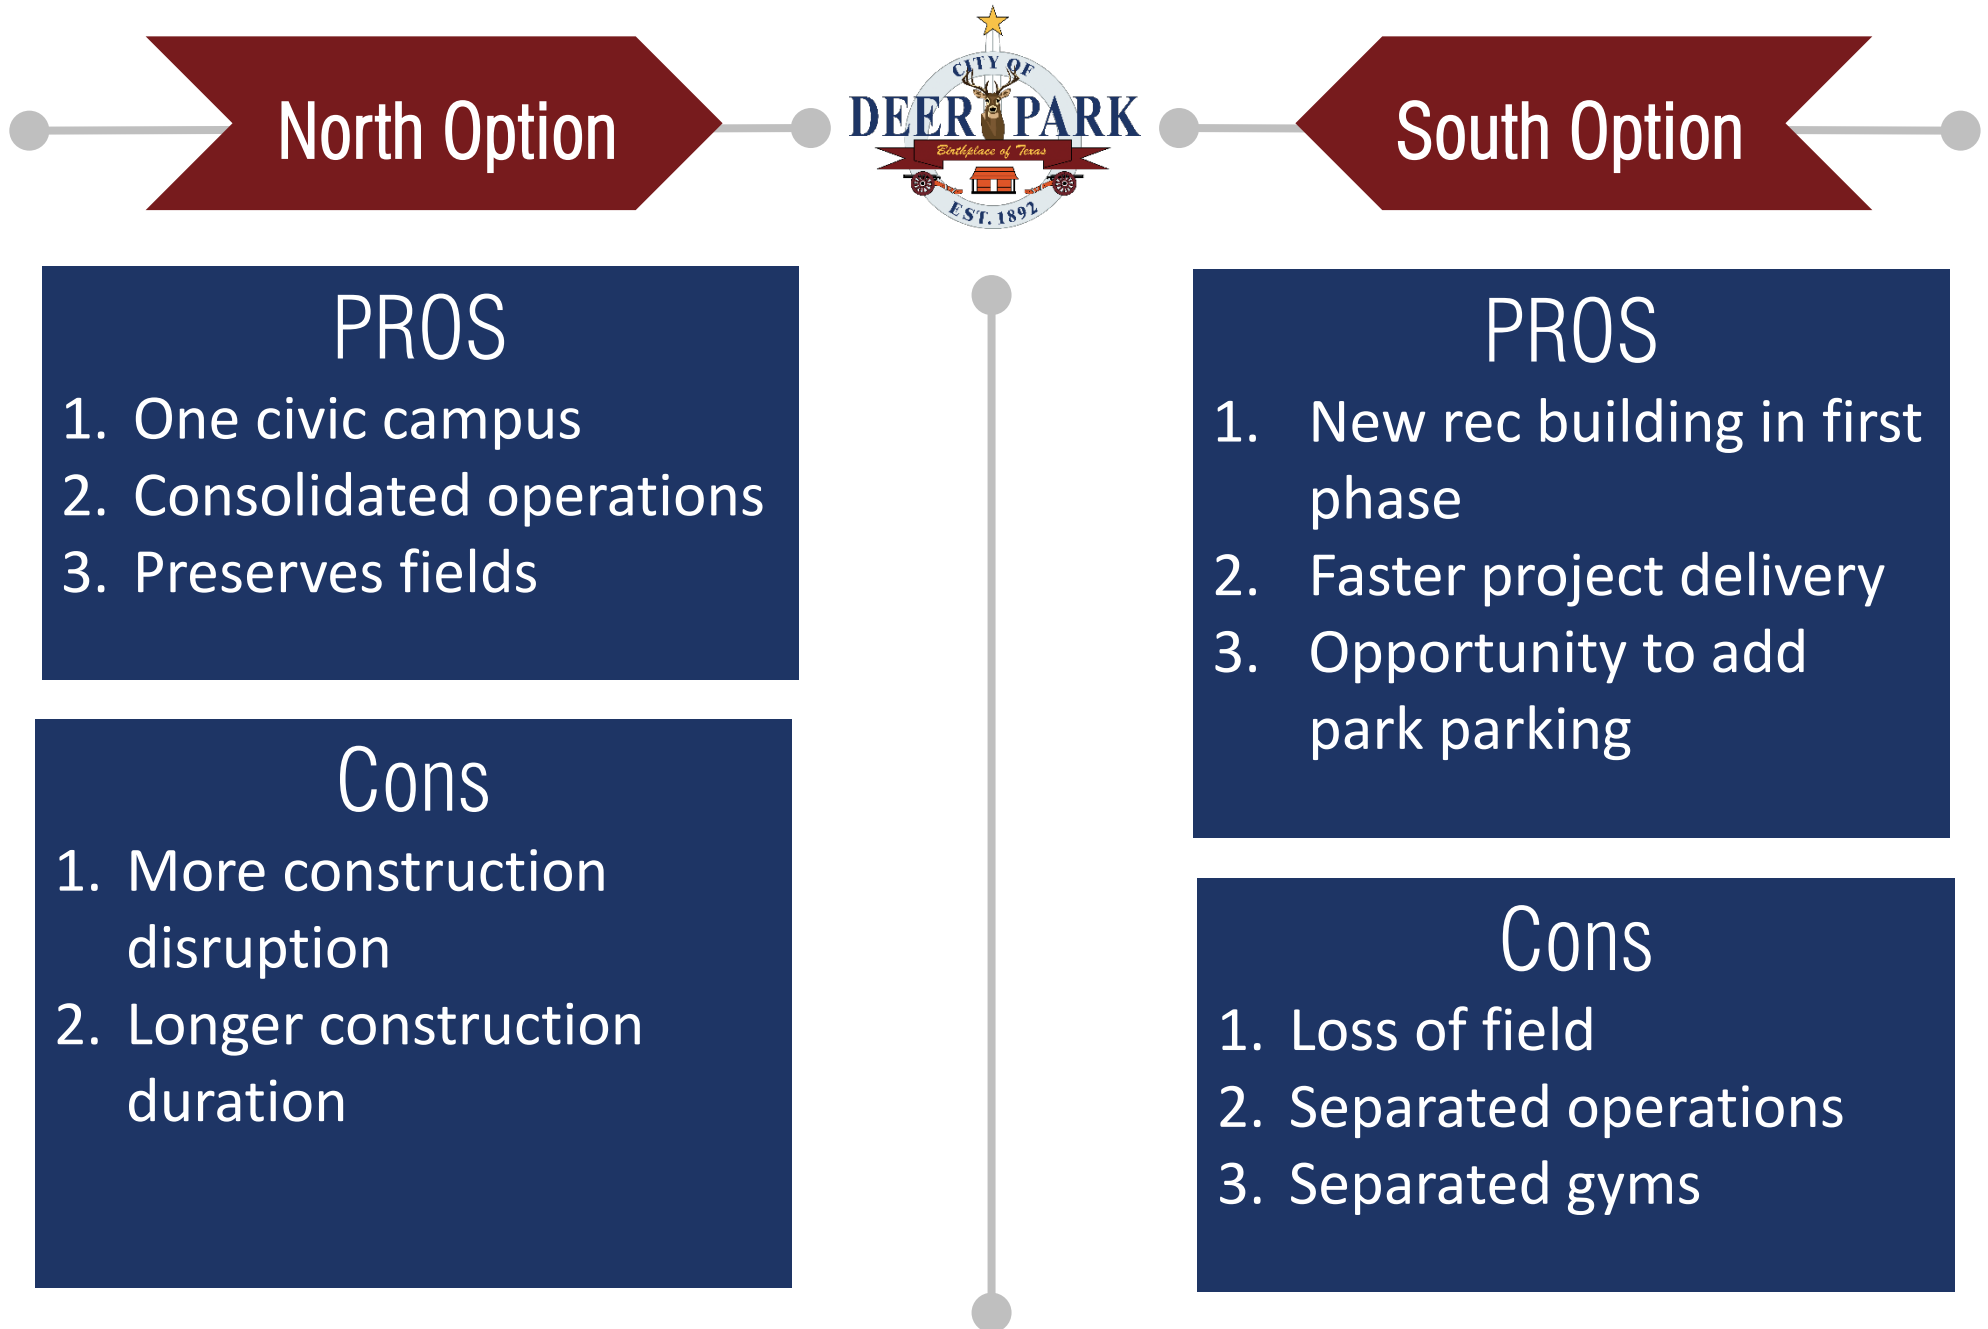 North Option
CITY OF
DEER PARK
Birthplace of Texas
EST. 1892
South Option
PROS
1. One civic campus
2. Consolidated operations
3. Preserves fields
Cons
1. More construction
disruption
2. Longer construction
duration
PROS
1. New rec building in first
phase
2. Faster project delivery
3. Opportunity to add
park parking
Cons
1. Loss of field
2. Separated operations
3. Separated gyms